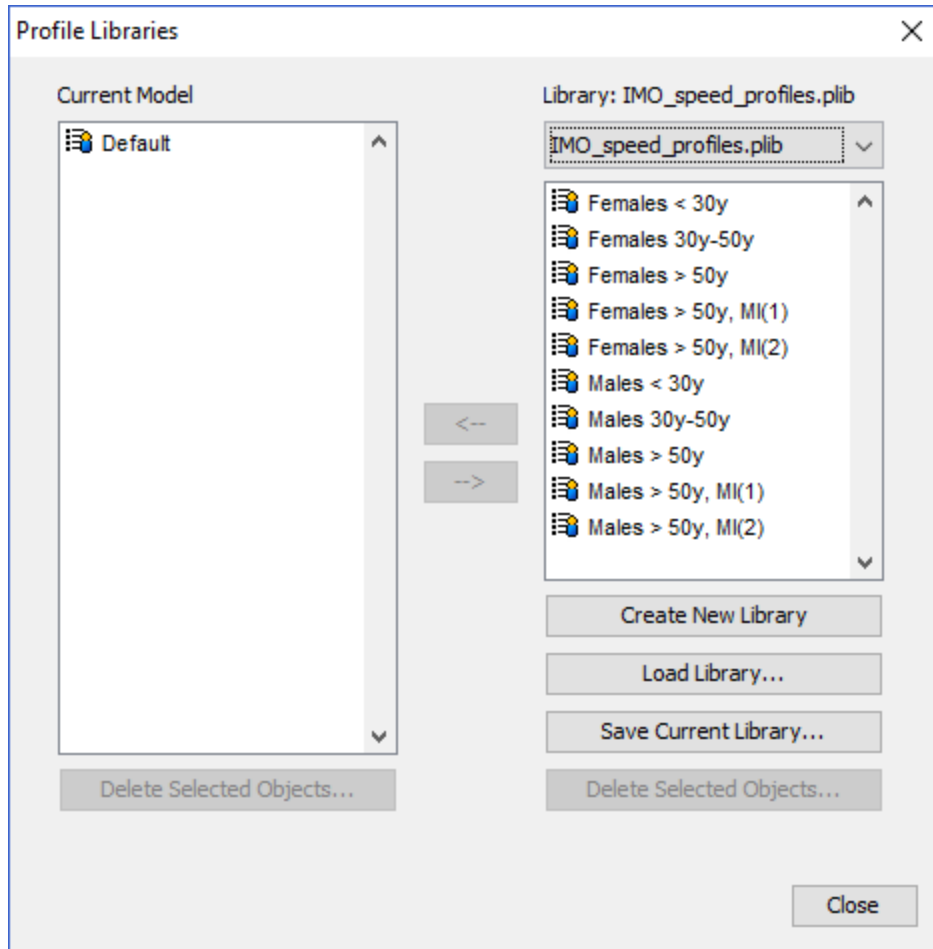 Profile Libraries
Current Model
Default
Delete Selected Objects...
<--
-->
Library: IMO_speed_profiles.plib
IMO_speed_profiles.plib
Females < 30y
Females 30y-50y
Females > 50y
Females > 50y, MI(1)
Females > 50y, MI(2)
Males < 30y
Males 30y-50y
Males > 50y
Males > 50y, MI(1)
Males > 50y, MI(2)
Create New Library
Load Library...
Save Current Library...
Delete Selected Objects...
Close